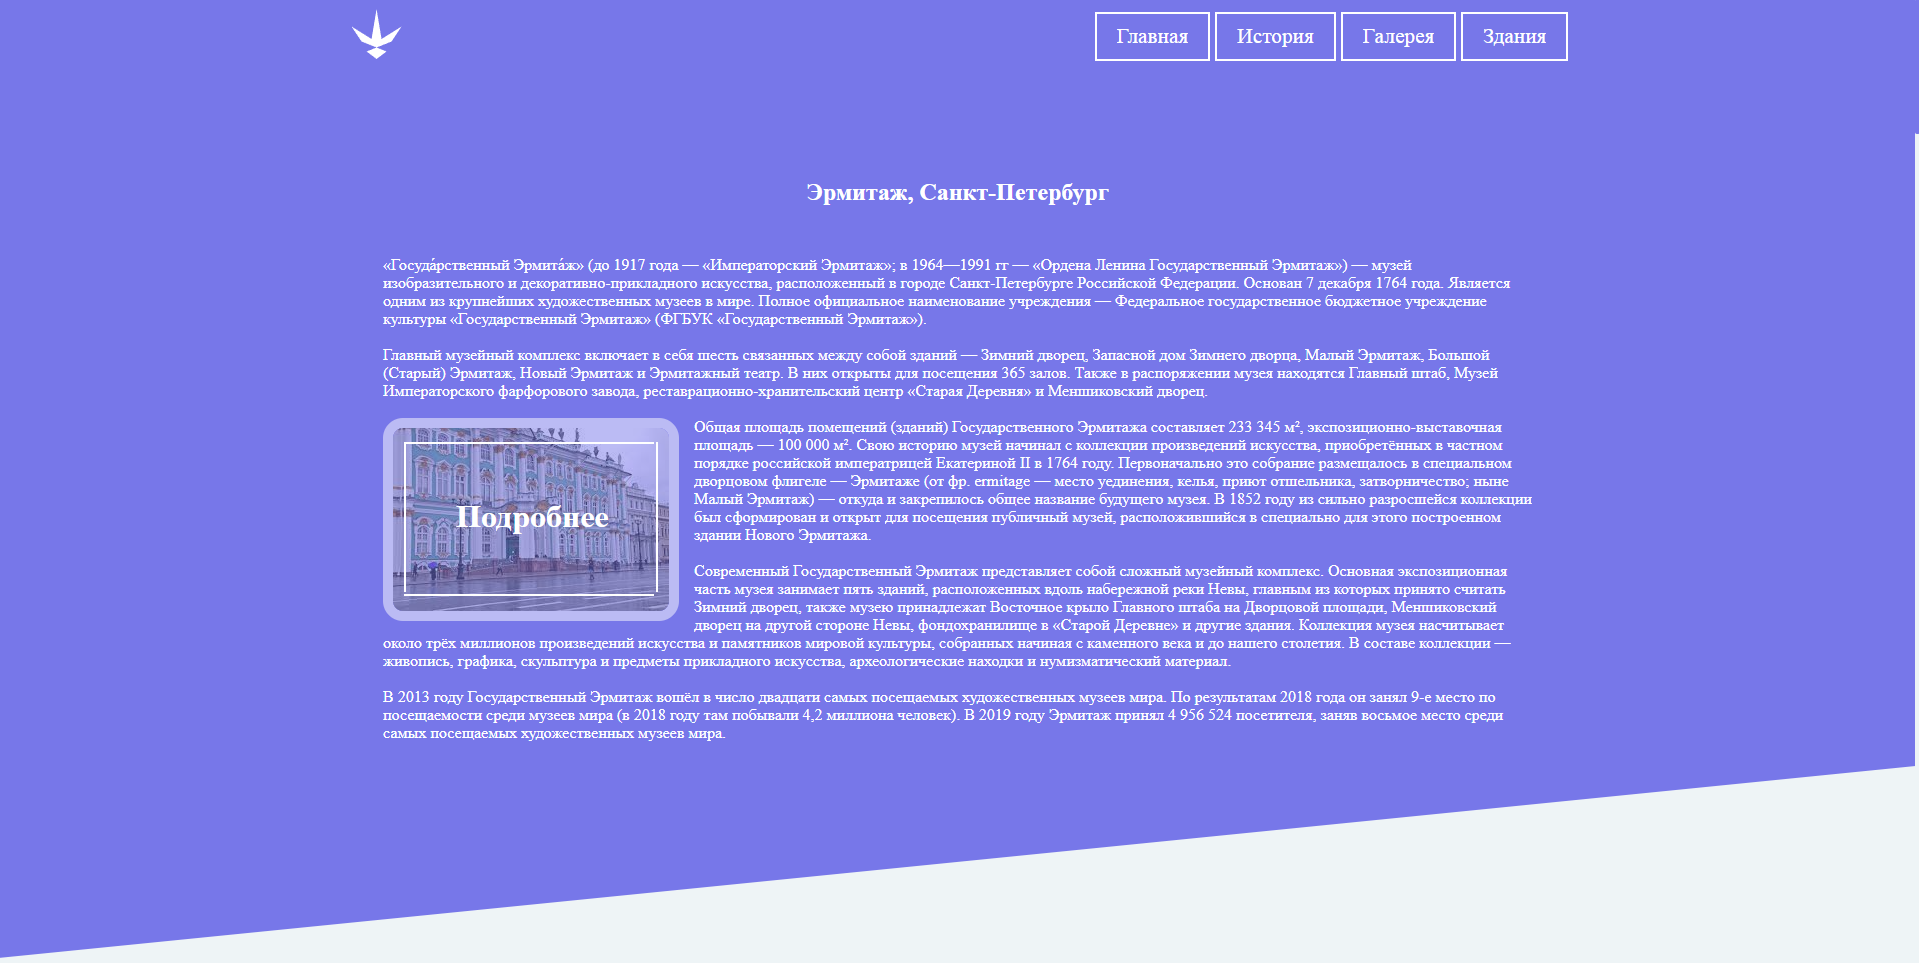 Главная История Галерея Здания
Эрмитаж, Санкт-Петербург
«Госуда́рственный Эрмита́ж» (до 1917 года — «Императорский Эрмитаж»; в 1964—1991 гг — «Ордена Ленина Государственный Эрмитаж») — музей
изобразительного и декоративно-прикладного искусства, расположенный в городе Санкт-Петербурге Российской Федерации. Основан 7 декабря 1764 года. Является
одним из крупнейших художественных музеев в мире. Полное официальное наименование учреждения — Федеральное государственное бюджетное учреждение
культуры «Государственный Эрмитаж» (ФГБУК «Государственный Эрмитаж»).
Главный музейный комплекс включает в себя шесть связанных между собой зданий — Зимний дворец, Запасной дом Зимнего дворца, Малый Эрмитаж, Большой
(Старый) Эрмитаж, Новый Эрмитаж и Эрмитажный театр. В них открыты для посещения 365 залов. Также в распоряжении музея находятся Главный штаб, Музей
Императорского фарфорового завода, реставрационно-хранительский центр «Старая Деревня» и Меншиковский дворец.
Подробнее
Общая площадь помещений (зданий) Государственного Эрмитажа составляет 233 345 м², экспозиционно-выставочная
площадь — 100 000 м². Свою историю музей начинал с коллекции произведений искусства, приобретённых в частном
порядке российской императрицей Екатериной II в 1764 году. Первоначально это собрание размещалось в специальном
дворцовом флигеле — Эрмитаже (от фр. ermitage — место уединения, келья, приют отшельника, затворничество; ныне
Малый Эрмитаж) — откуда и закрепилось общее название будущего музея. В 1852 году из сильно разросшейся коллекции
был сформирован и открыт для посещения публичный музей, расположившийся в специально для этого построенном
здании Нового Эрмитажа.
Современный Государственный Эрмитаж представляет собой сложный музейный комплекс. Основная экспозиционная
часть музея занимает пять зданий, расположенных вдоль набережной реки Невы, главным из которых принято считать
Зимний дворец, также музею принадлежат Восточное крыло Главного штаба на Дворцовой площади, Меншиковский
дворец на другой стороне Невы, фондохранилище в «Старой Деревне» и другие здания. Коллекция музея насчитывает
около трёх миллионов произведений искусства и памятников мировой культуры, собранных начиная с каменного века и до нашего столетия. В составе коллекции —
живопись, графика, скульптура и предметы прикладного искусства, археологические находки и нумизматический материал.
В 2013 году Государственный Эрмитаж вошёл в число двадцати самых посещаемых художественных музеев мира. По результатам 2018 года он занял 9-е место по
посещаемости среди музеев мира (в 2018 году там побывали 4,2 миллиона человек). В 2019 году Эрмитаж принял 4 956 524 посетителя, заняв восьмое место среди
самых посещаемых художественных музеев мира.